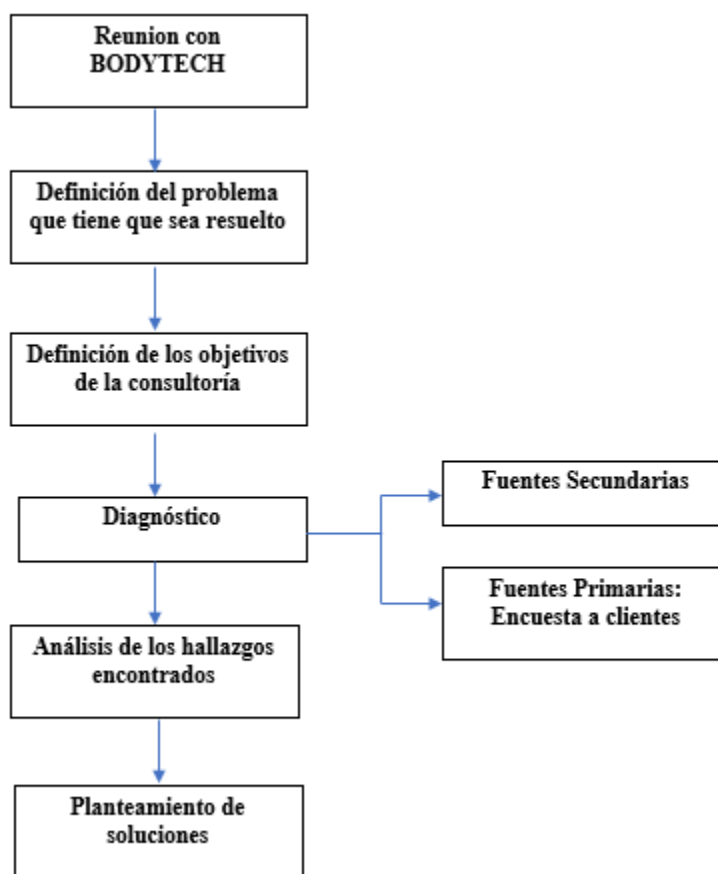 Reunion con
BODYTECH
Definición del problema
que tiene que sea resuelto
Definición de los objetivos
de la consultoría
Diagnóstico
Fuentes Secundarias
Fuentes Primarias:
Encuesta a clientes
Análisis de los hallazgos
encontrados
Planteamiento de
soluciones